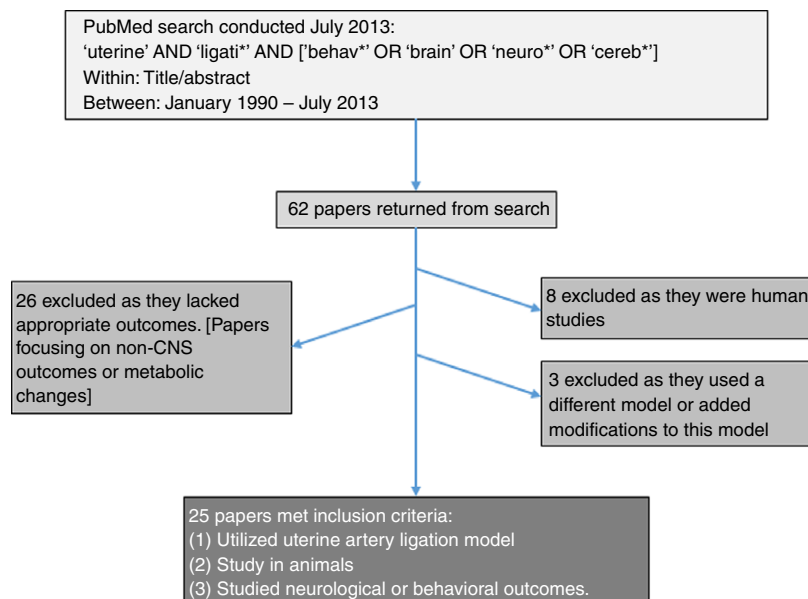 PubMed search conducted July 2013:
‘uterine’ AND ‘ligati*’ AND [‘behav*’ OR ‘brain’ OR ‘neuro*’ OR ‘cereb*’]
Within: Title/abstract
Between: January 1990 – July 2013
62 papers returned from search
26 excluded as they lacked
appropriate outcomes. [Papers
focusing on non-CNS
outcomes or metabolic
changes]
8 excluded as they were human
studies
3 excluded as they used a
different model or added
modifications to this model
25 papers met inclusion criteria:
(1) Utilized uterine artery ligation model
(2) Study in animals
(3) Studied neurological or behavioral outcomes.